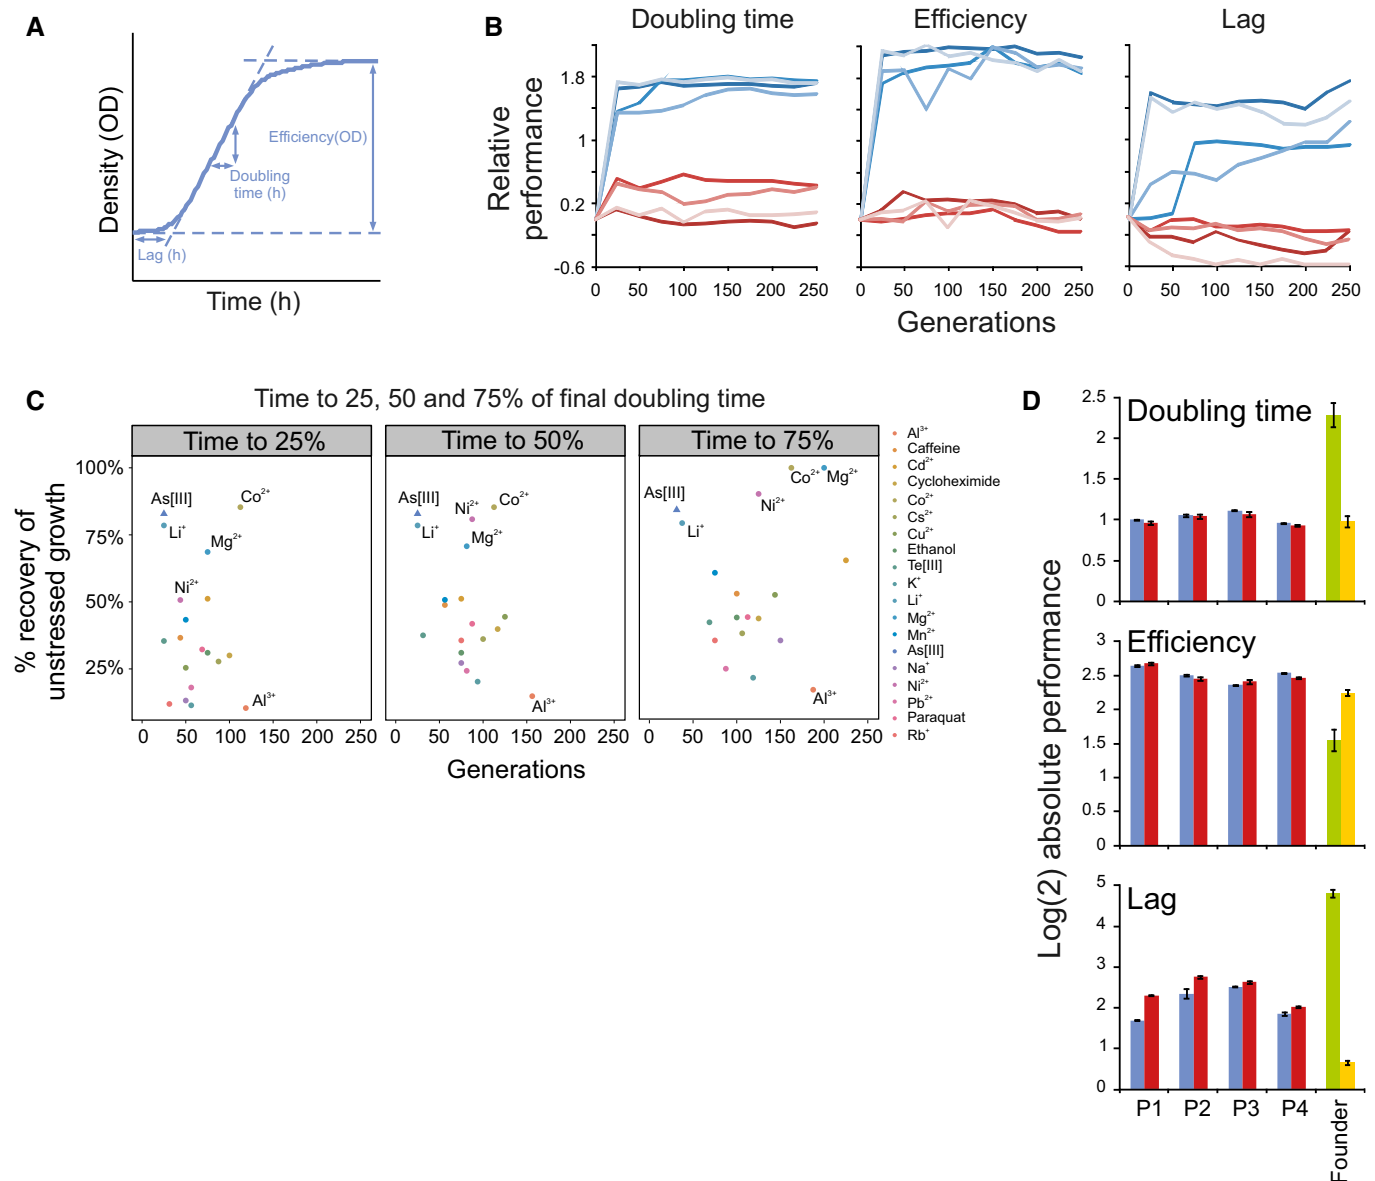 A
Density (OD)
Efficiency(OD)
Doubling
time (h)
Lag (h)
Time (h)
B
Doubling time
Efficiency
Lag
Relative
performance
1.8
1
0.2
-0.6
0 50 100 150 200 250
0 50 100 150 200 250
0 50 100 150 200 250
Generations
C
Time to 25, 50 and 75% of final doubling time
Time to 25%
Time to 50%
Time to 75%
% recovery of
unstressed growth
100%
75%
50%
25%
As[III]
Co²⁺
Li⁺
Mg²⁺
Ni²⁺
Al³⁺
As[III]
Ni²⁺
Co²⁺
Li⁺
Mg²⁺
Al³⁺
Co²⁺
Mg²⁺
As[III]
Ni²⁺
Li⁺
Al³⁺
0 50 100 150 200 250
0 50 100 150 200 250
0 50 100 150 200 250
Generations
Al³⁺
Caffeine
Cd²⁺
Cycloheximide
Co²⁺
Cs²⁺
Cu²⁺
Ethanol
Te[III]
K⁺
Li⁺
Mg²⁺
Mn²⁺
As[III]
Na⁺
Ni²⁺
Pb²⁺
Paraquat
Rb⁺
D
Log(2) absolute performance
Doubling time
2.5
2
1.5
1
0.5
0
Efficiency
3
2.5
2
1.5
1
0.5
0
Lag
5
4
3
2
1
0
P1 P2 P3 P4 Founder